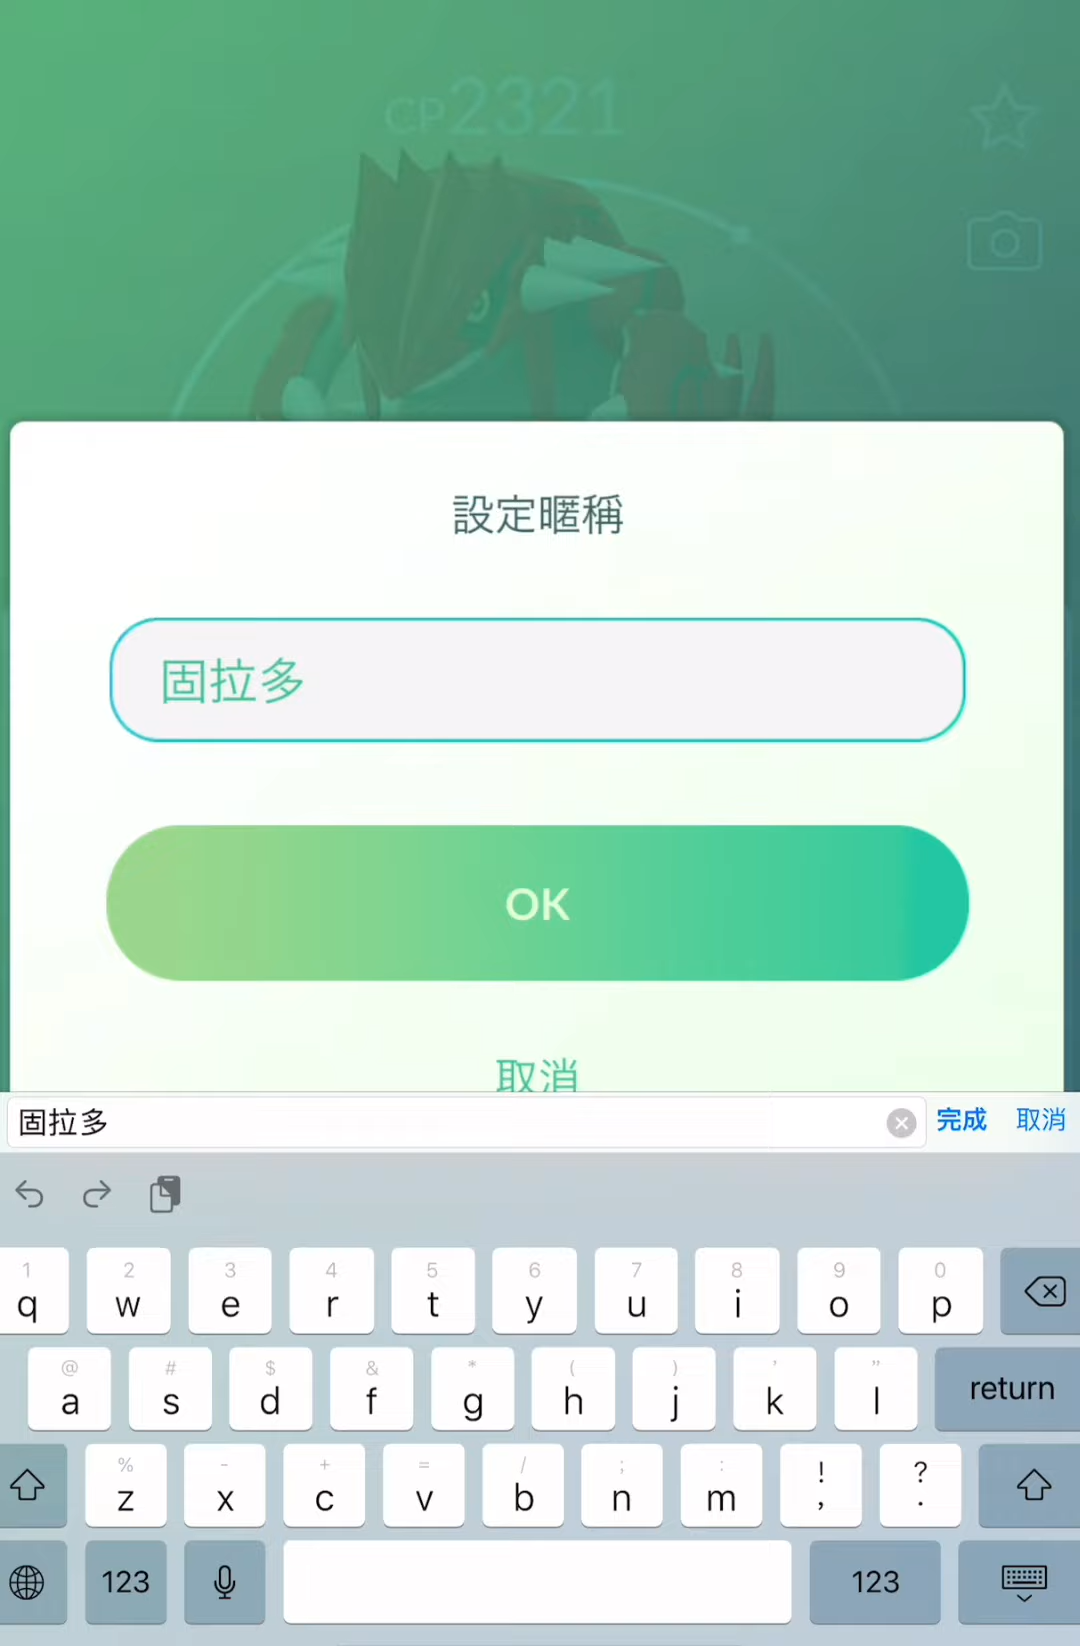 CP2321
設定暱稱
固拉多
OK
取消
固拉多 完成 取消
1 2 3 4 5 6 7 8 9 0
q w e r t y u i o p
@ # $ & * ( ) ' "
a s d f g h j k l return
% - + = / ; : ! ?
z x c v b n m , .
123 123